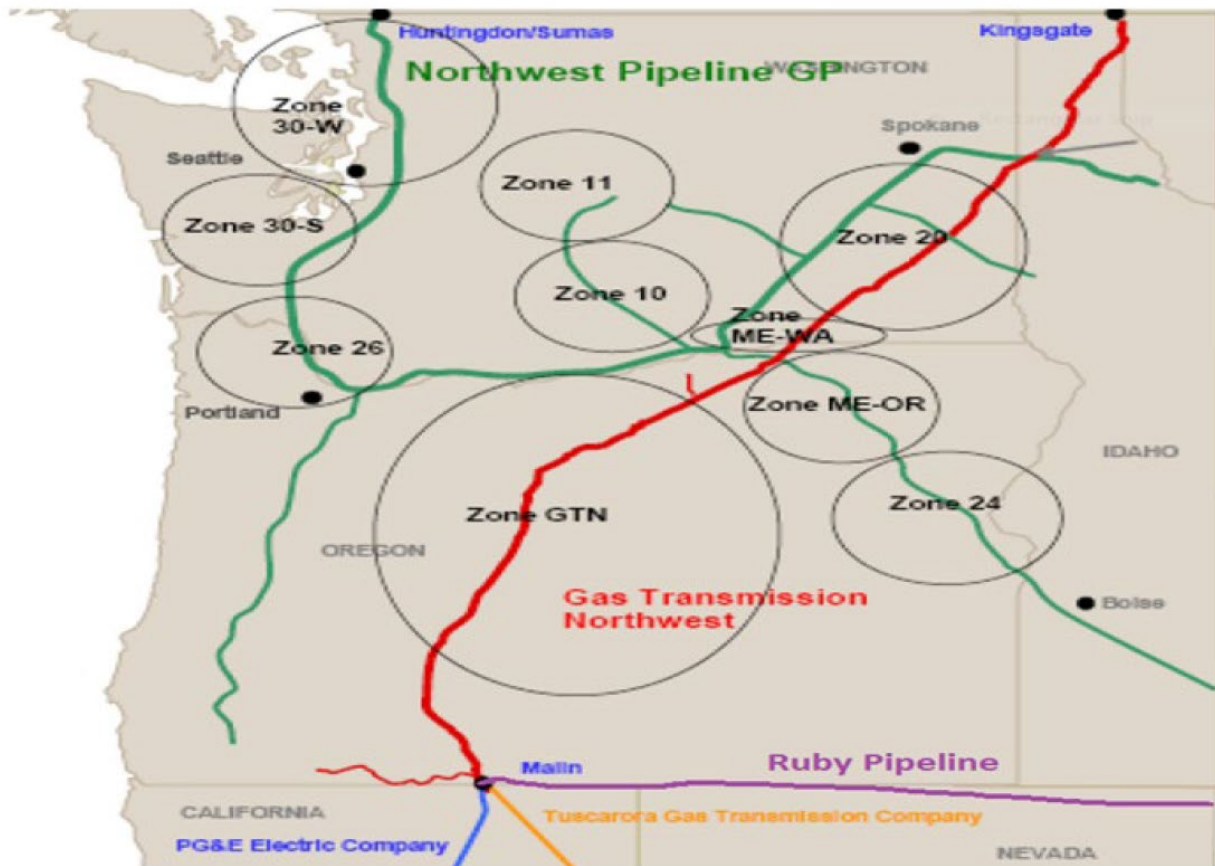 Huntingdon/Sumas
Kingsgate
Northwest Pipeline GP
WASHINGTON
Zone
30-W
Spokane
Seattle
Zone 11
Zone 30-S
Zone 20
Zone 10
Zone
ME-WA
Zone 26
Portland
Zone ME-OR
IDAHO
Zone 24
Zone GTN
OREGON
Gas Transmission
Northwest
Boise
Malin
Ruby Pipeline
CALIFORNIA
Tuscarora Gas Transmission Company
PG&E Electric Company
NEVADA